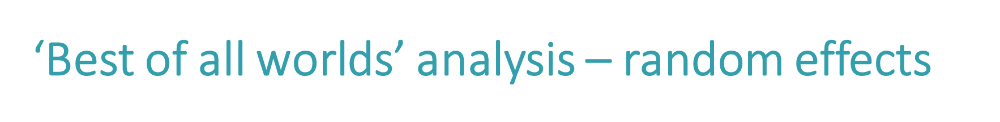 ‘Best of all worlds’ analysis – random effects